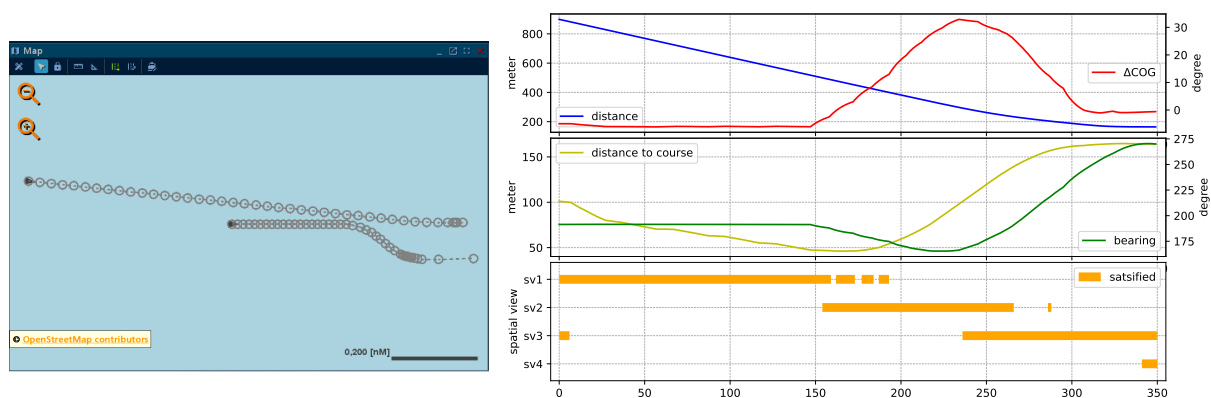 Map
OpenStreetMap contributors
0,200 [nM]
800
600
400
200
meter
distance
ΔCOG
30
20
10
0
degree
150
100
50
meter
distance to course
bearing
275
250
225
200
175
degree
sv1
sv2
sv3
sv4
spatial view
satsified
0 50 100 150 200 250 300 350